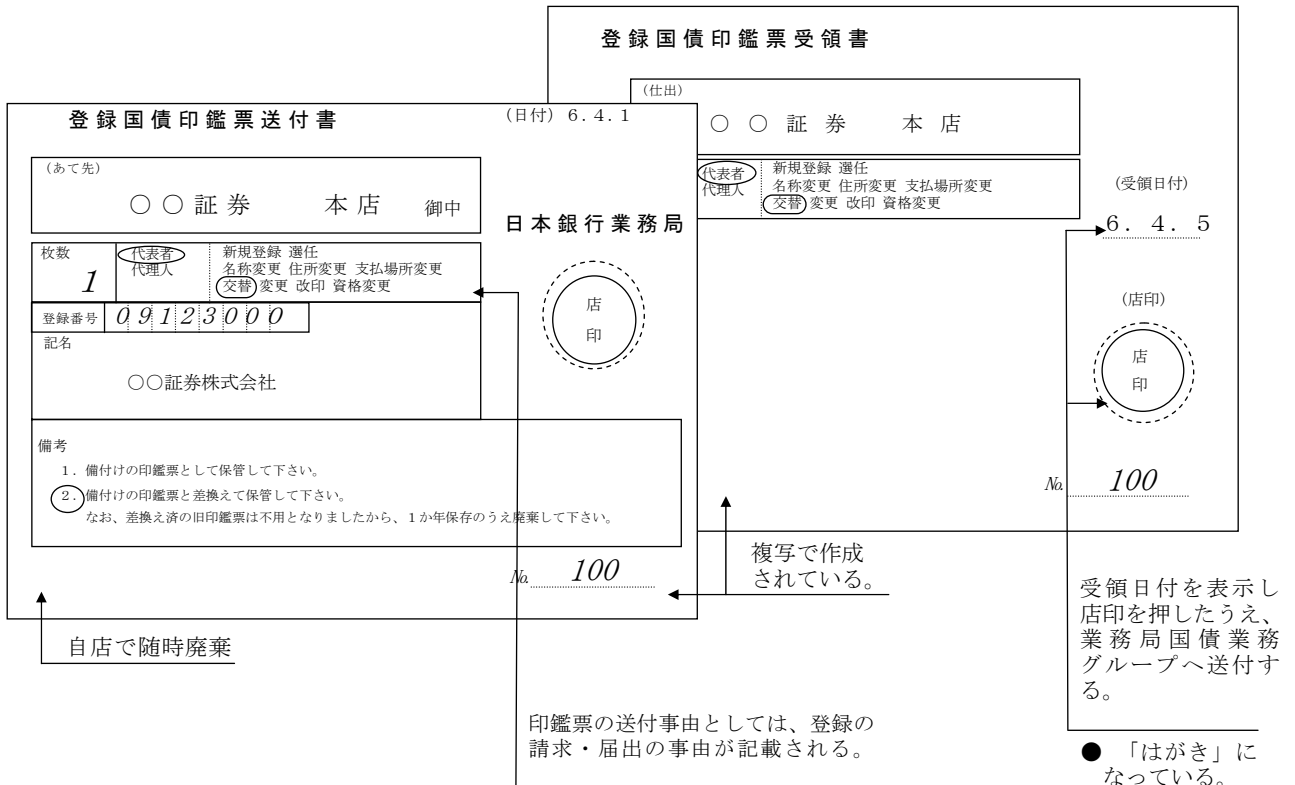 登録国債印鑑票受領書
(仕出)
○○証券 本店
代表者
代理人
新規登録 選任
名称変更 住所変更 支払場所変更
交替 変更 改印 資格変更
(受領日付)
6.4.5
(店印)
店
印
№ 100
登録国債印鑑票送付書
(日付) 6.4.1
(あて先)
○○証券 本店 御中
日本銀行業務局
枚数
1
代表者
代理人
新規登録 選任
名称変更 住所変更 支払場所変更
交替 変更 改印 資格変更
店
印
登録番号 09123000
記名
○○証券株式会社
備考
1.備付けの印鑑票として保管して下さい。
2.備付けの印鑑票と差換えて保管して下さい。
なお、差換え済の旧印鑑票は不用となりましたから、1か年保存のうえ廃棄して下さい。
№ 100
複写で作成
されている。
自店で随時廃棄
受領日付を表示し
店印を押したうえ、
業務局国債業務
グループへ送付す
る。
印鑑票の送付事由としては、登録の
請求・届出の事由が記載される。
● 「はがき」に
なっている。